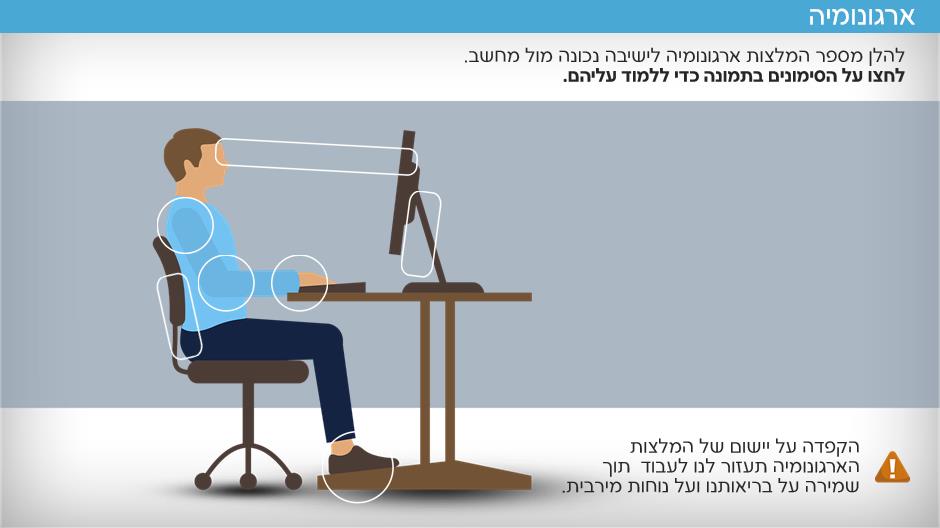 ארגונומיה
להלן מספר המלצות ארגונומיה לישיבה נכונה מול מחשב.
לחצו על הסימונים בתמונה כדי ללמוד עליהם.
הקפדה על יישום של המלצות
הארגונומיה תעזור לנו לעבוד תוך
שמירה על בריאותנו ועל נוחות מירבית.